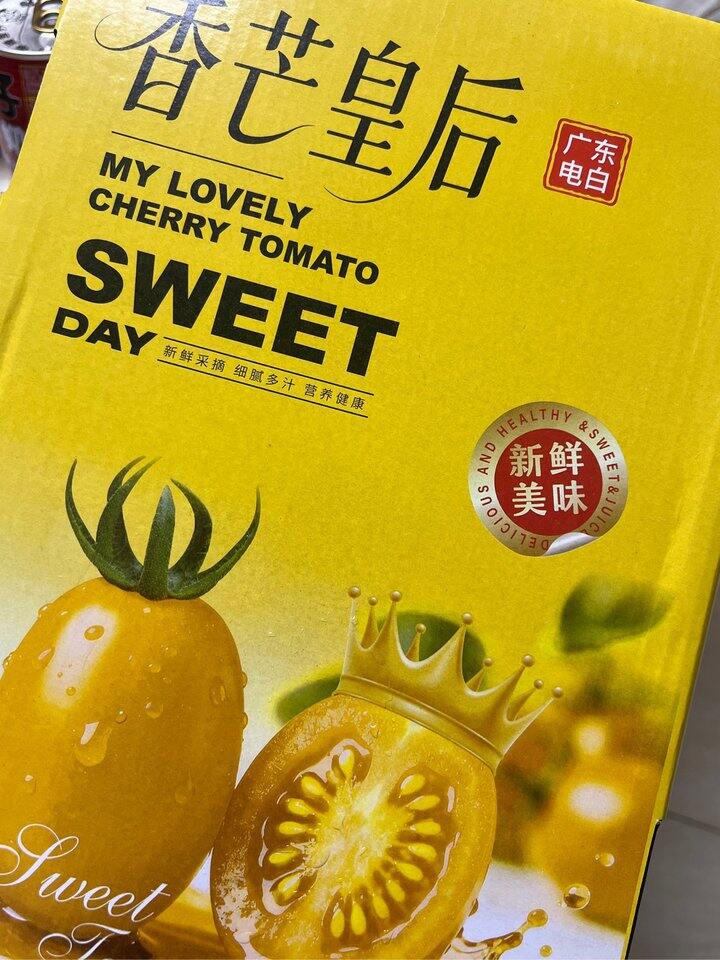 香芒皇后
广东
电白
MY LOVELY
CHERRY TOMATO
SWEET
DAY
新鲜采摘 细腻多汁 营养健康
DELICIOUS AND HEALTHY &SWEET&JUIC
新鲜
美味
Sweet